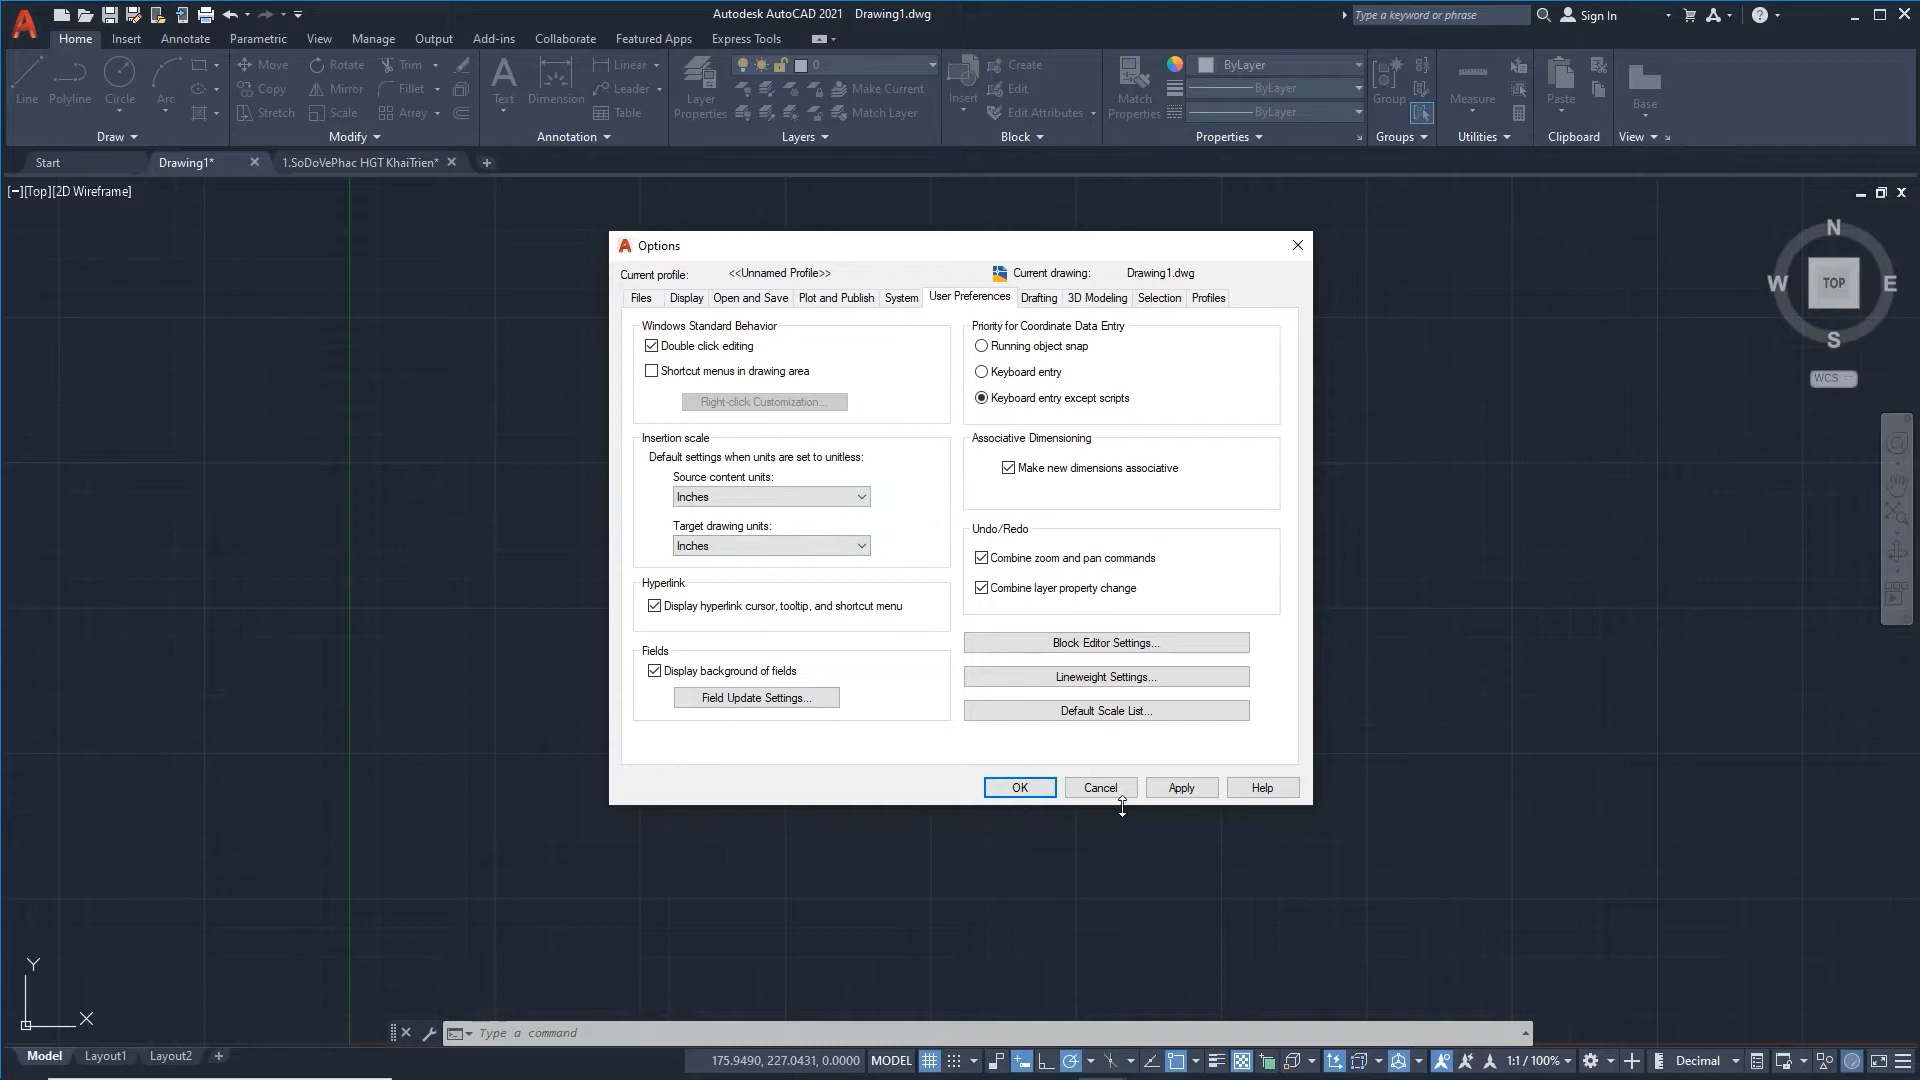 Autodesk AutoCAD 2021 Drawing1.dwg
Type a keyword or phrase
Sign In
Home Insert Annotate Parametric View Manage Output Add-ins Collaborate Featured Apps Express Tools
Line Polyline Circle Arc
Move Rotate Trim
Copy Mirror Fillet
Stretch Scale Array
Text Dimension
Linear
Leader
Table
Layer Properties
0
Make Current
Match Layer
Insert
Create
Edit
Edit Attributes
Match Properties
ByLayer
ByLayer
ByLayer
Group
Measure
Paste
Base
Draw Modify Annotation Layers Block Properties Groups Utilities Clipboard View
Start Drawing1* 1.SoDoVePhac HGT KhaiTrien*
[−][Top][2D Wireframe]
N
W TOP E
S
WCS
Options
Current profile: <<Unnamed Profile>> Current drawing: Drawing1.dwg
Files Display Open and Save Plot and Publish System User Preferences Drafting 3D Modeling Selection Profiles
Windows Standard Behavior
Double click editing
Shortcut menus in drawing area
Right-click Customization...
Insertion scale
Default settings when units are set to unitless:
Source content units:
Inches
Target drawing units:
Inches
Hyperlink
Display hyperlink cursor, tooltip, and shortcut menu
Fields
Display background of fields
Field Update Settings...
Priority for Coordinate Data Entry
Running object snap
Keyboard entry
Keyboard entry except scripts
Associative Dimensioning
Make new dimensions associative
Undo/Redo
Combine zoom and pan commands
Combine layer property change
Block Editor Settings...
Lineweight Settings...
Default Scale List...
OK Cancel Apply Help
Y
X
Type a command
Model Layout1 Layout2
175.9490, 227.0431, 0.0000 MODEL 1:1 / 100% Decimal